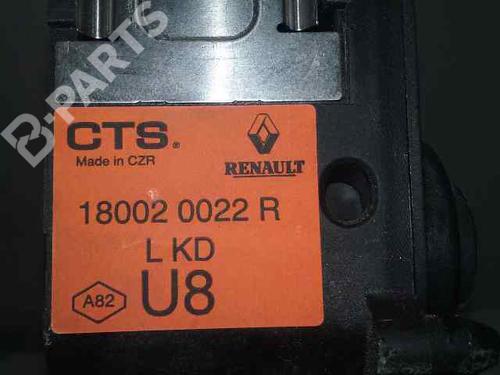 B-PARTS
CTS®
Made in CZR
RENAULT
18002 0022 R
L KD
A82
U8